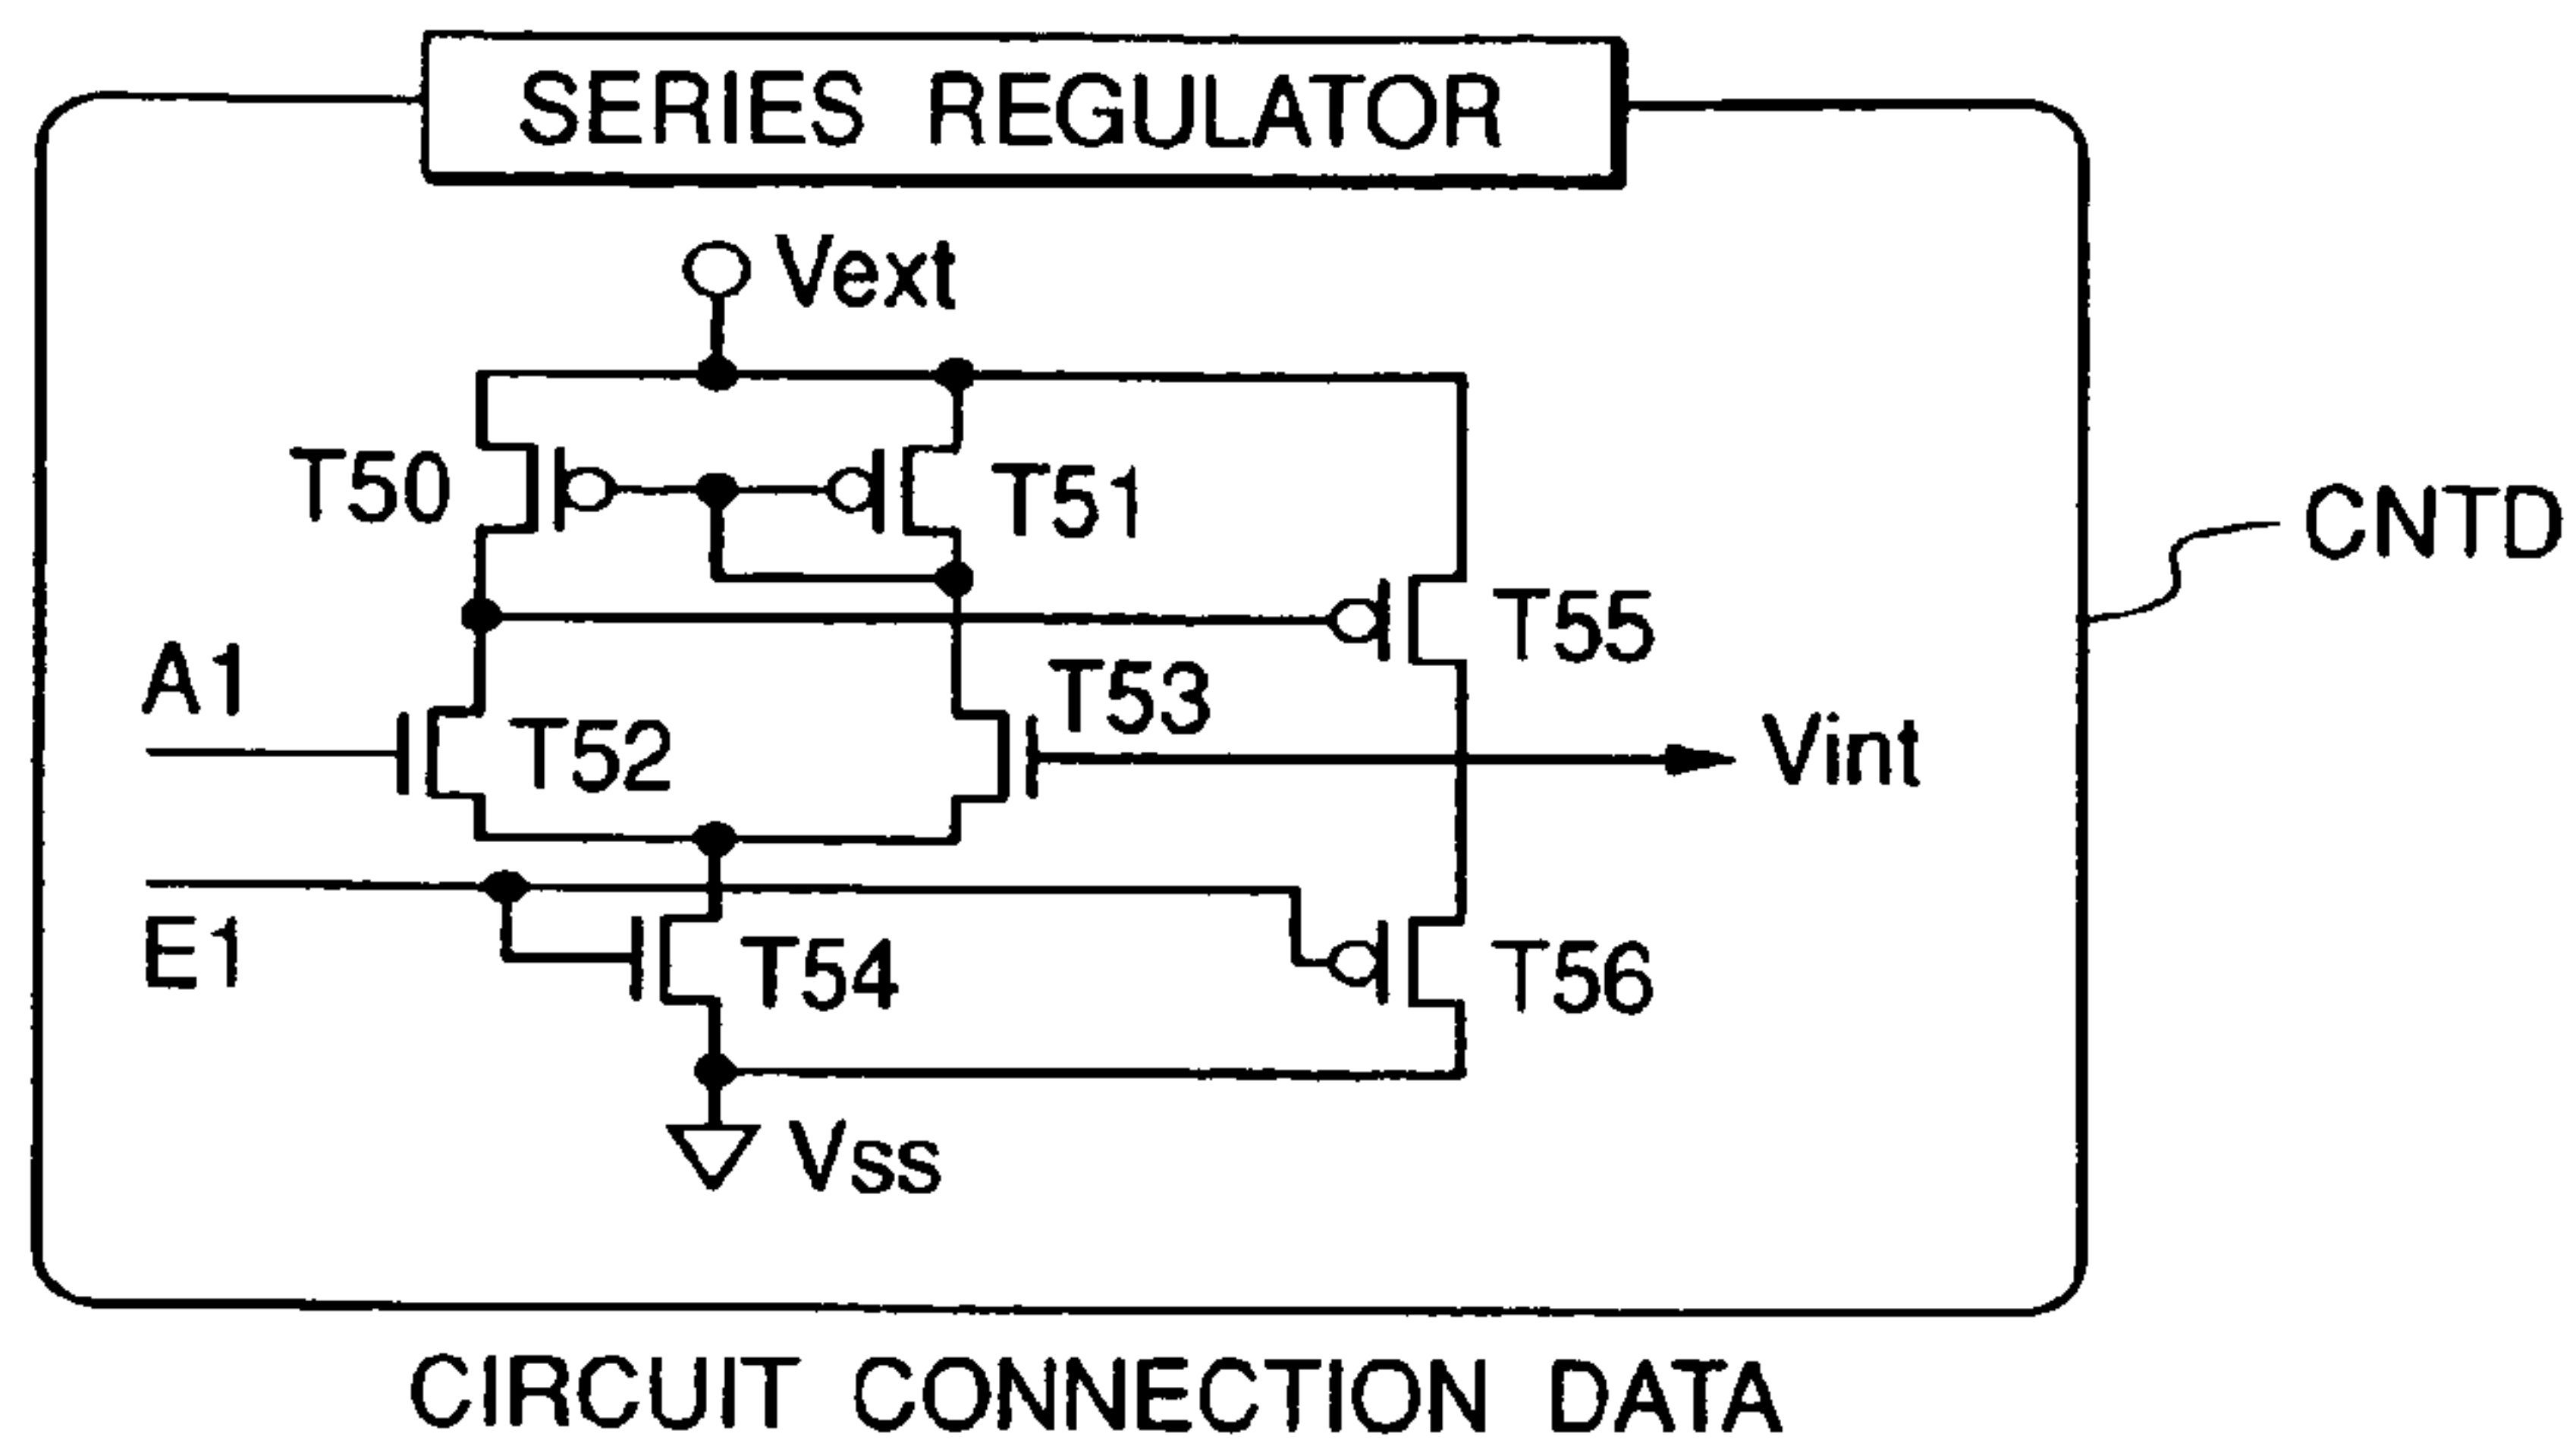 SERIES REGULATOR
Vext
T50
T51
CNTD
T55
A1
T53
T52
Vint
E1
T54
T56
Vss
CIRCUIT CONNECTION DATA